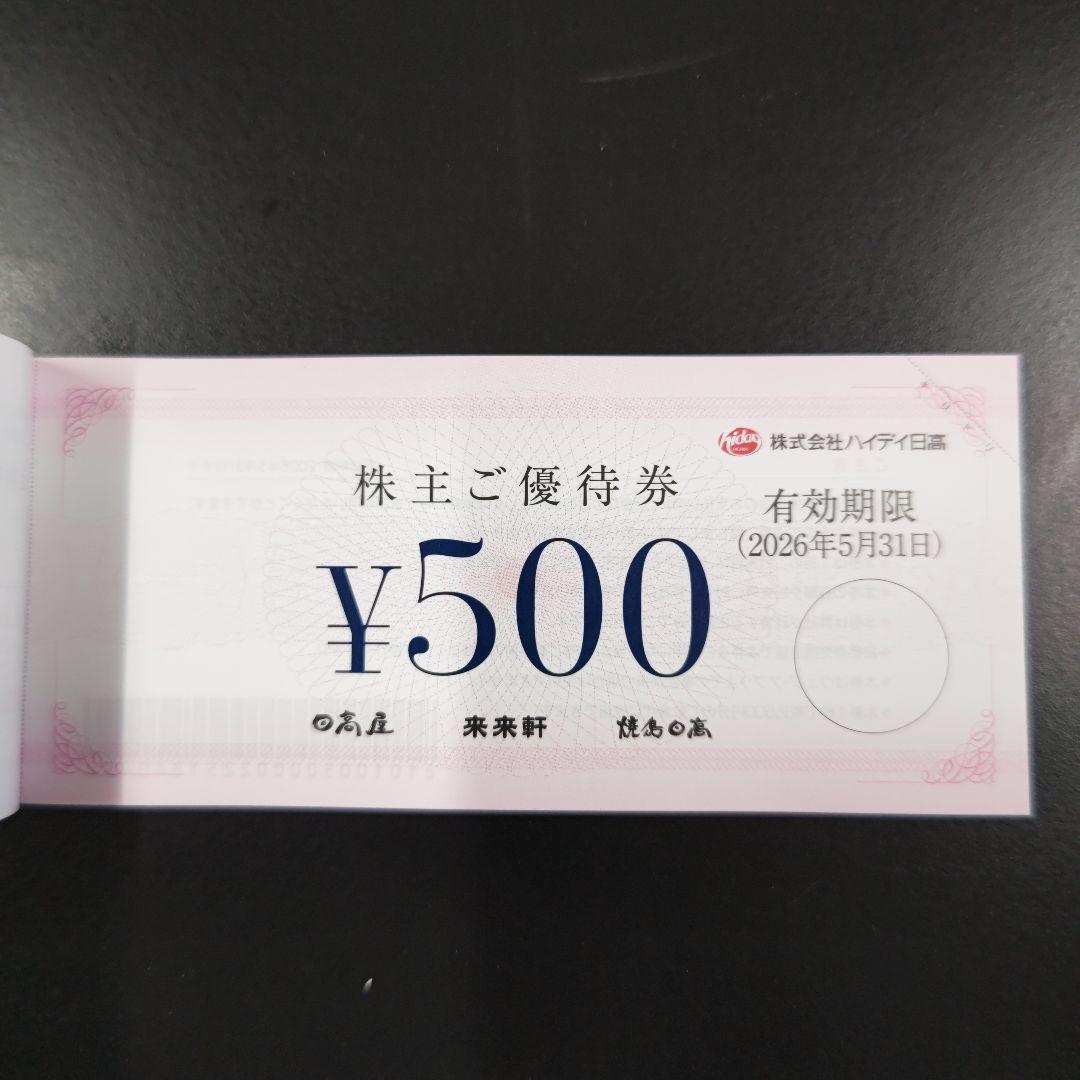 hiday
株式会社ハイデイ日高
株主ご優待券
有効期限
(2026年5月31日)
¥500
日高屋 来来軒 焼鳥日高